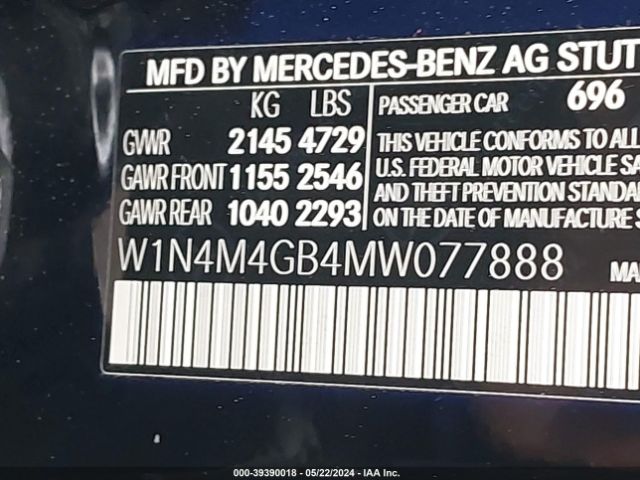 MFD BY MERCEDES-BENZ AG STUTT
KG LBS
GVWR 2145 4729
GAWR FRONT 1155 2546
GAWR REAR 1040 2293
PASSENGER CAR 696
THIS VEHICLE CONFORMS TO ALL
U.S. FEDERAL MOTOR VEHICLE SA
AND THEFT PREVENTION STANDA
ON THE DATE OF MANUFACTURE S
W1N4M4GB4MW077888
MA
000-39390018 - 05/22/2024 - IAA Inc.